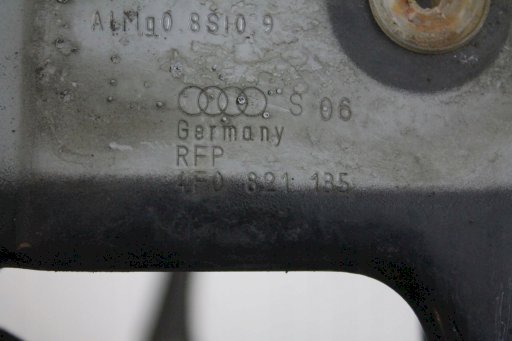 AlMg0 8Si0 9
S 06
Germany
RFP
4F0 821 135